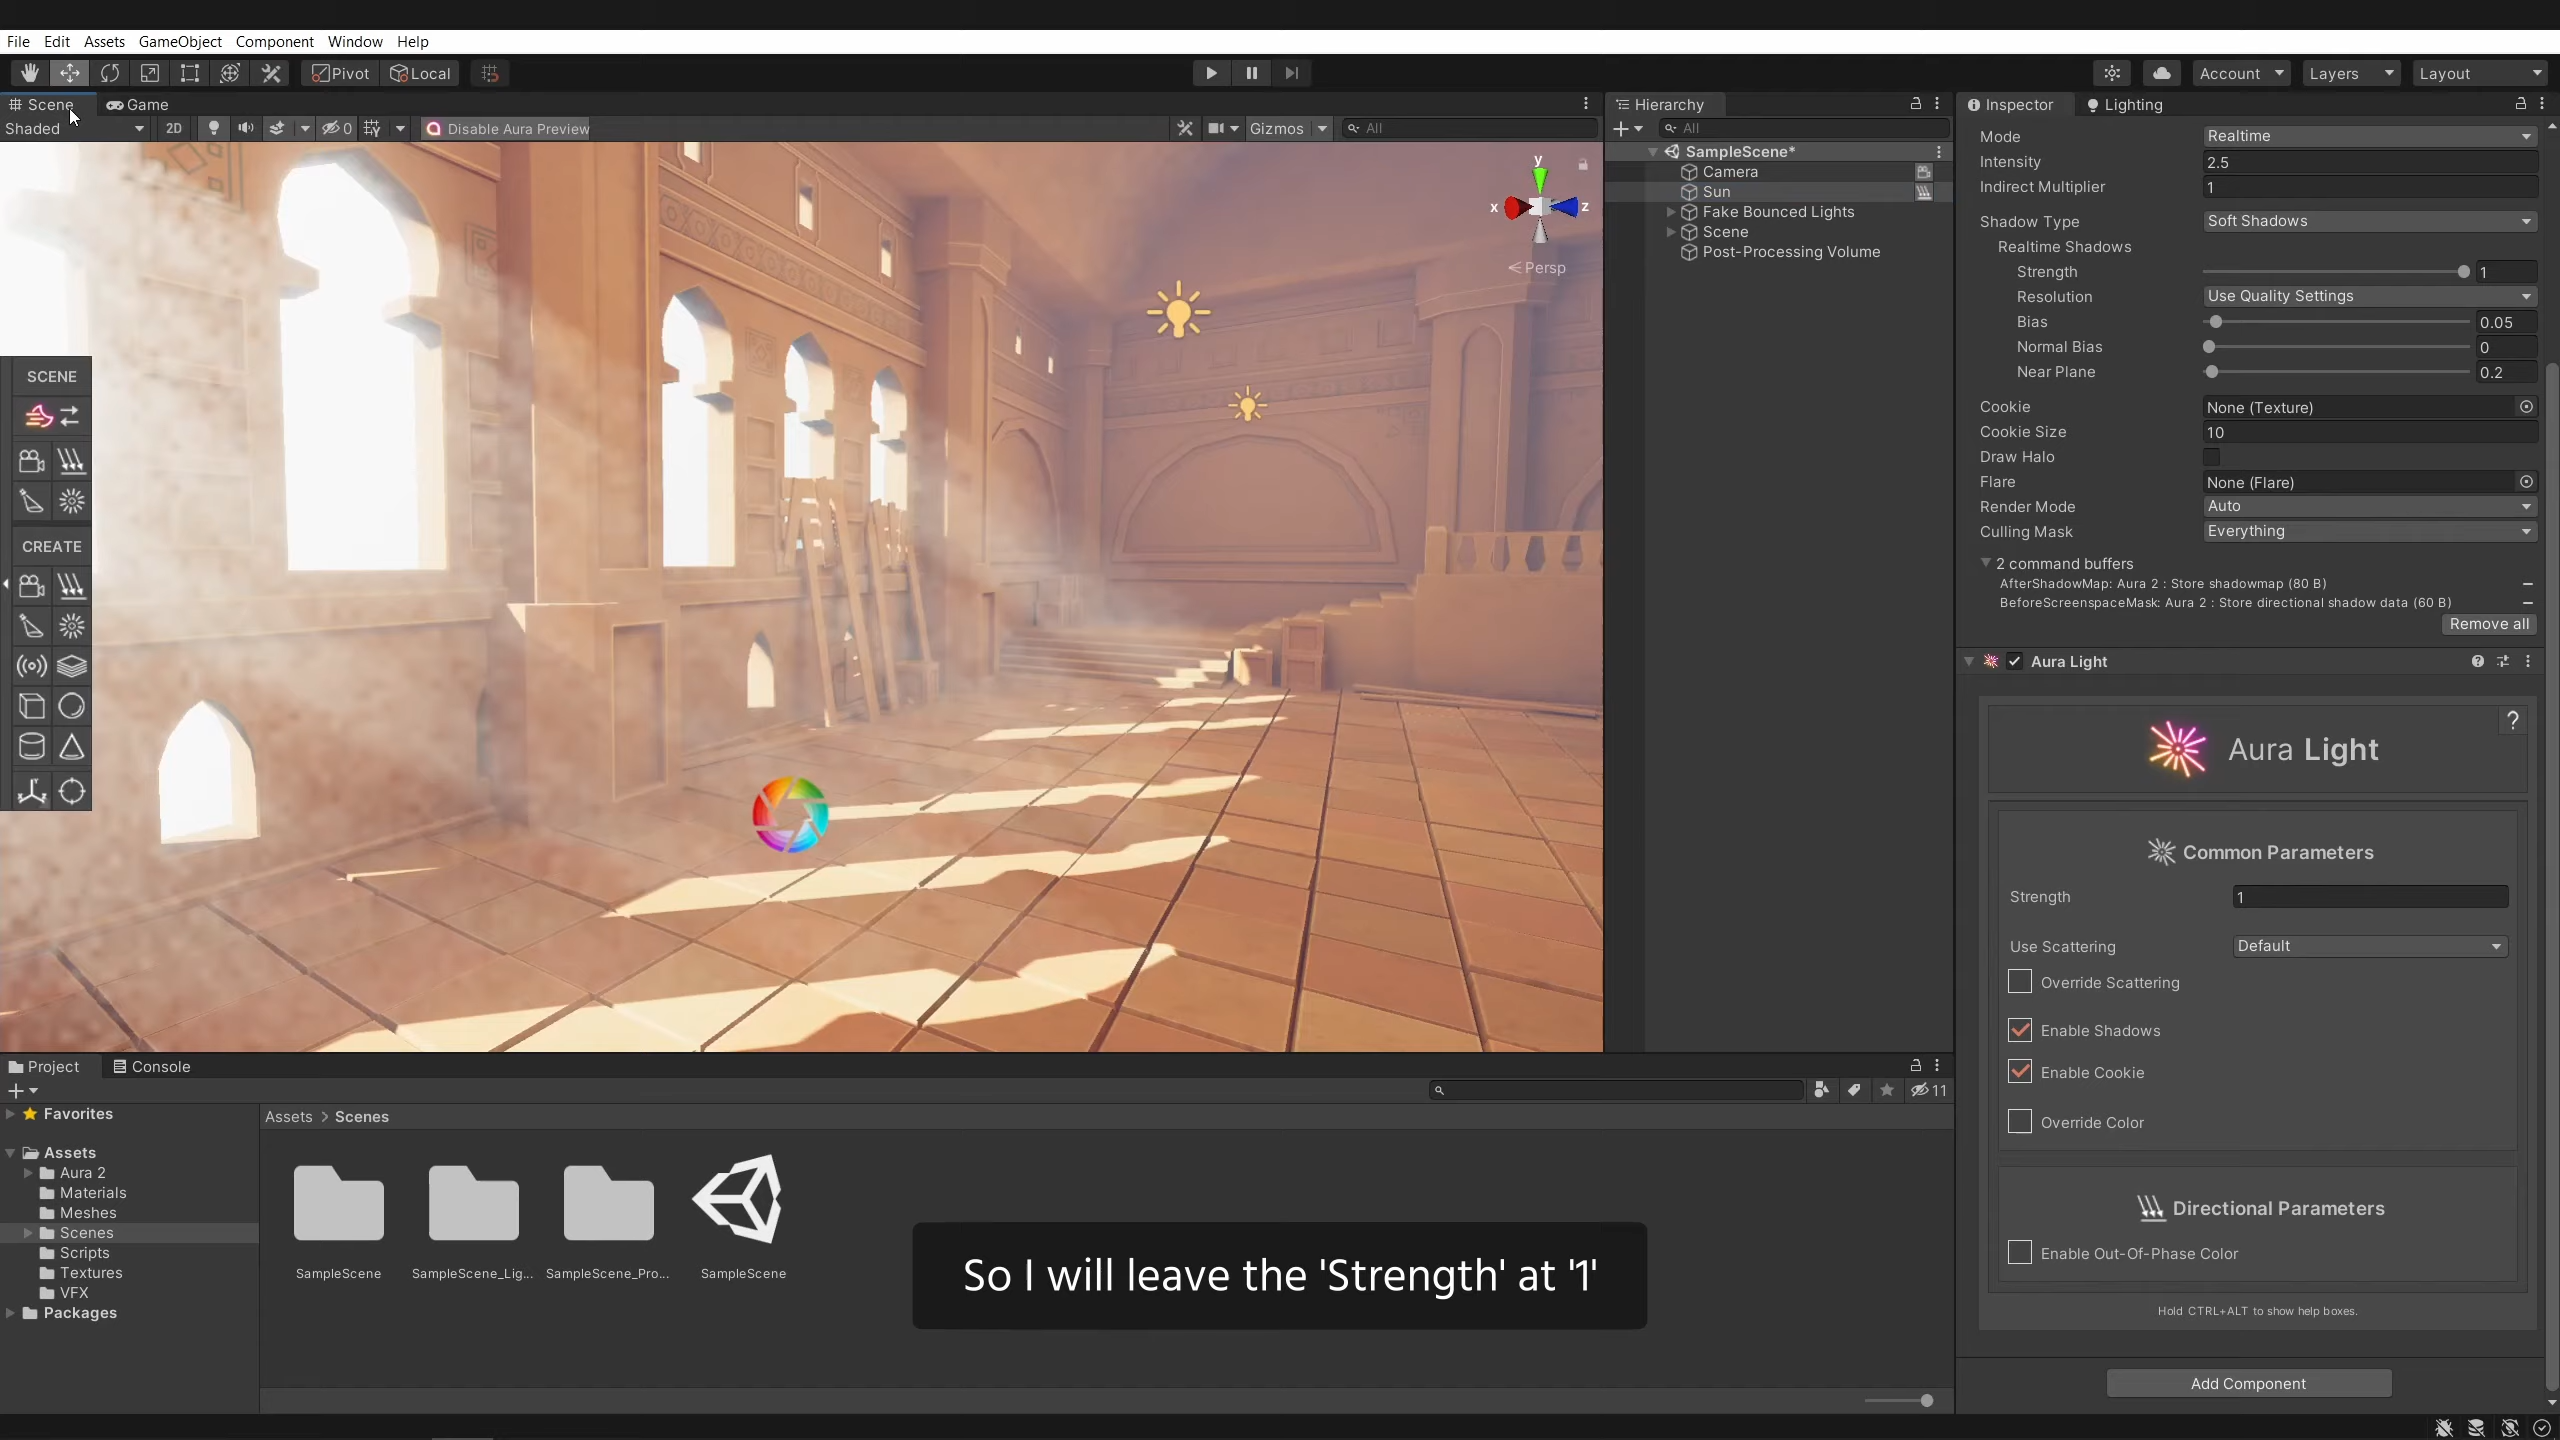 File Edit Assets GameObject Component Window Help
Pivot Local Account Layers Layout
Scene Game
Shaded 2D 0 Disable Aura Preview Gizmos All
y
x z
Persp
SCENE
CREATE
Hierarchy
All
SampleScene*
Camera
Sun
Fake Bounced Lights
Scene
Post-Processing Volume
Inspector Lighting
Mode Realtime
Intensity 2.5
Indirect Multiplier 1
Shadow Type Soft Shadows
Realtime Shadows
Strength 1
Resolution Use Quality Settings
Bias 0.05
Normal Bias 0
Near Plane 0.2
Cookie None (Texture)
Cookie Size 10
Draw Halo
Flare None (Flare)
Render Mode Auto
Culling Mask Everything
2 command buffers
AfterShadowMap: Aura 2 : Store shadowmap (80 B)
BeforeScreenspaceMask: Aura 2 : Store directional shadow data (60 B)
Remove all
Aura Light
?
Aura Light
Common Parameters
Strength 1
Use Scattering Default
Override Scattering
Enable Shadows
Enable Cookie
Override Color
Directional Parameters
Enable Out-Of-Phase Color
Hold CTRL+ALT to show help boxes.
Add Component
Project Console
11
Favorites
Assets
Aura 2
Materials
Meshes
Scenes
Scripts
Textures
VFX
Packages
Assets > Scenes
SampleScene SampleScene_Lig... SampleScene_Pro... SampleScene
So I will leave the 'Strength' at '1'